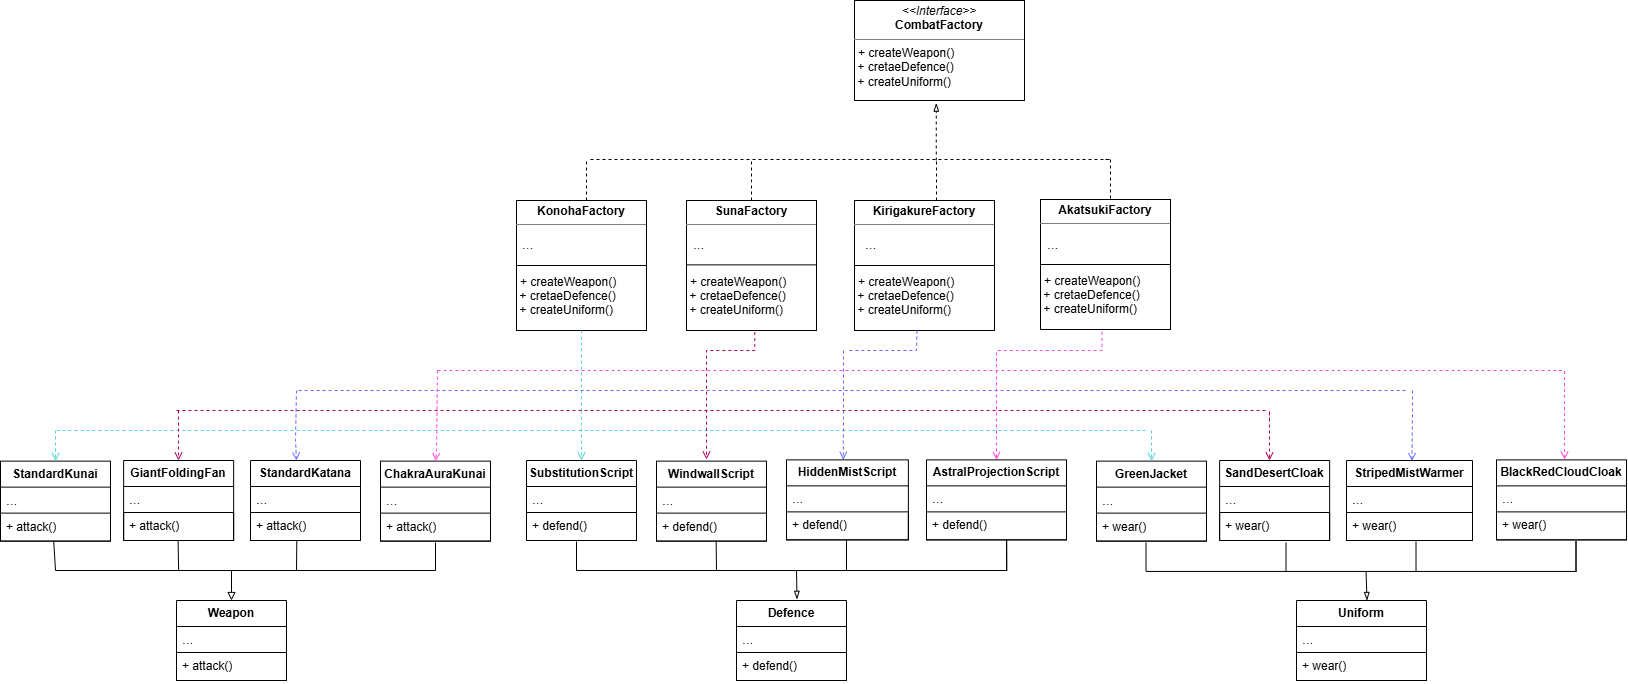 <<Interface>>
CombatFactory
+ createWeapon()
+ cretaeDefence()
+ createUniform()
KonohaFactory
...
+ createWeapon()
+ cretaeDefence()
+ createUniform()
SunaFactory
...
+ createWeapon()
+ cretaeDefence()
+ createUniform()
KirigakureFactory
...
+ createWeapon()
+ cretaeDefence()
+ createUniform()
AkatsukiFactory
...
+ createWeapon()
+ cretaeDefence()
+ createUniform()
StandardKunai
...
+ attack()
GiantFoldingFan
...
+ attack()
StandardKatana
...
+ attack()
ChakraAuraKunai
...
+ attack()
SubstitutionScript
...
+ defend()
WindwallScript
...
+ defend()
HiddenMistScript
...
+ defend()
AstralProjectionScript
...
+ defend()
GreenJacket
...
+ wear()
SandDesertCloak
...
+ wear()
StripedMistWarmer
...
+ wear()
BlackRedCloudCloak
...
+ wear()
Weapon
...
+ attack()
Defence
...
+ defend()
Uniform
...
+ wear()